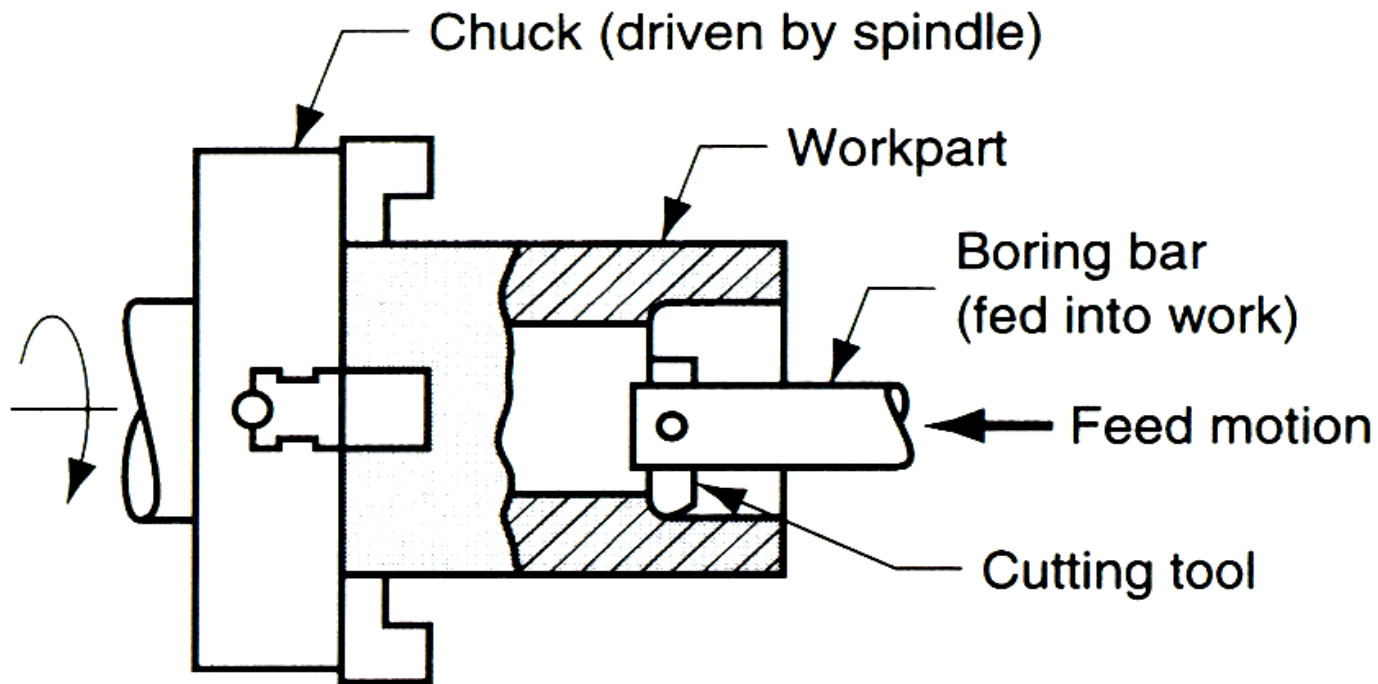 Chuck (driven by spindle)
Workpart
Boring bar
(fed into work)
Feed motion
Cutting tool